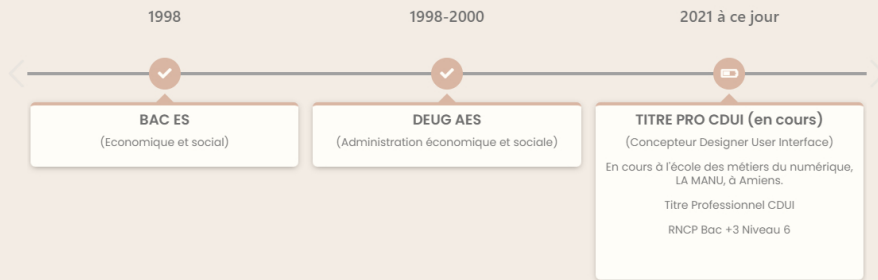 1998
1998-2000
2021 à ce jour
BAC ES
(Economique et social)
DEUG AES
(Administration économique et sociale)
TITRE PRO CDUI (en cours)
(Concepteur Designer User Interface)
En cours à l'école des métiers du numérique,
LA MANU, à Amiens.
Titre Professionnel CDUI
RNCP Bac +3 Niveau 6